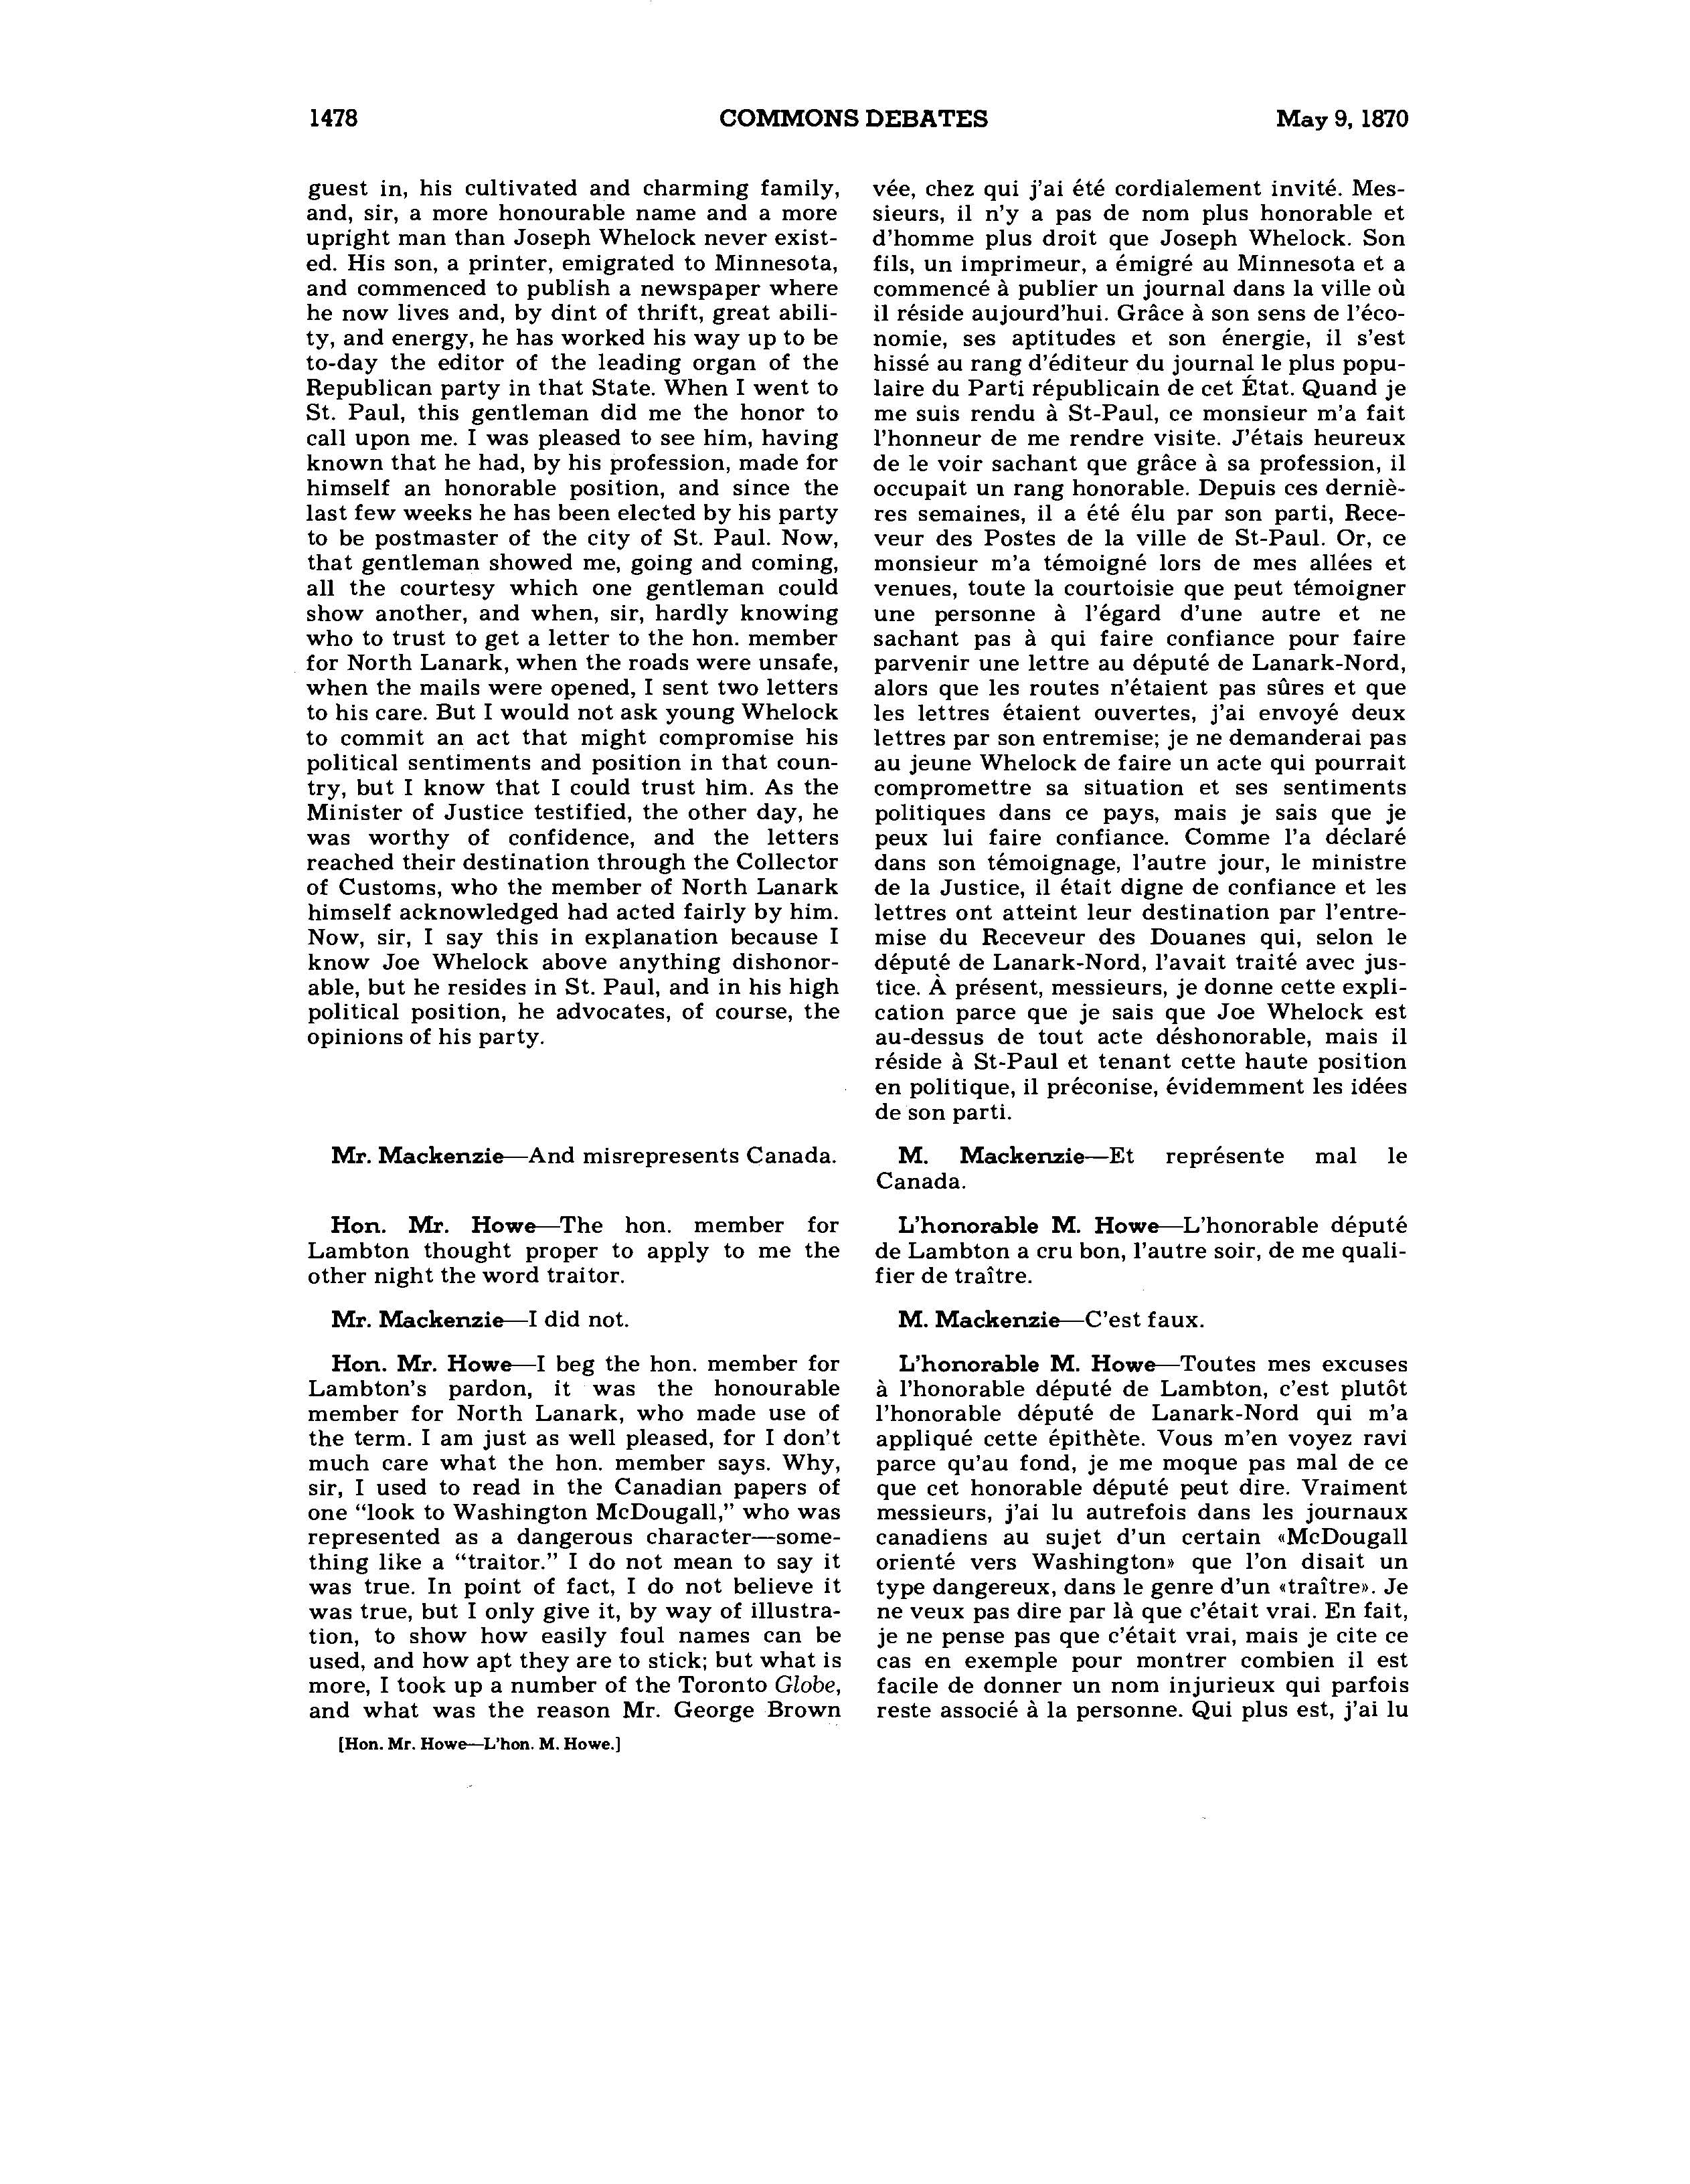 1478 COMMONS DEBATES May 9, 1870
guest in, his cultivated and charming family,
and, sir, a more honourable name and a more
upright man than Joseph Whelock never exist-
ed. His son, a printer, emigrated to Minnesota,
and commenced to publish a newspaper where
he now lives and, by dint of thrift, great abili-
ty, and energy, he has worked his way up to be
to-day the editor of the leading organ of the
Republican party in that State. When I went to
St. Paul, this gentleman did me the honor to
call upon me. I was pleased to see him, having
known that he had, by his profession, made for
himself an honorable position, and since the
last few weeks he has been elected by his party
to be postmaster of the city of St. Paul. Now,
that gentleman showed me, going and coming,
all the courtesy which one gentleman could
show another, and when, sir, hardly knowing
who to trust to get a letter to the hon. member
for North Lanark, when the roads were unsafe,
when the mails were opened, I sent two letters
to his care. But I would not ask young Whelock
to commit an act that might compromise his
political sentiments and position in that coun-
try, but I know that I could trust him. As the
Minister of Justice testified, the other day, he
was worthy of confidence, and the letters
reached their destination through the Collector
of Customs, who the member of North Lanark
himself acknowledged had acted fairly by him.
Now, sir, I say this in explanation because I
know Joe Whelock above anything dishonor-
able, but he resides in St. Paul, and in his high
political position, he advocates, of course, the
opinions of his party.
Mr. Mackenzie—And misrepresents Canada.
Hon. Mr. Howe—The hon. member for
Lambton thought proper to apply to me the
other night the word traitor.
Mr. Mackenzie—I did not.
Hon. Mr. Howe—I beg the hon. member for
Lambton's pardon, it was the honourable
member for North Lanark, who made use of
the term. I am just as well pleased, for I don't
much care what the hon. member says. Why,
sir, I used to read in the Canadian papers of
one "look to Washington McDougall," who was
represented as a dangerous character—some-
thing like a "traitor." I do not mean to say it
was true. In point of fact, I do not believe it
was true, but I only give it, by way of illustra-
tion, to show how easily foul names can be
used, and how apt they are to stick; but what is
more, I took up a number of the Toronto Globe,
and what was the reason Mr. George Brown
[Hon. Mr. Howe—L'hon. M. Howe.]
vée, chez qui j'ai été cordialement invité. Mes-
sieurs, il n'y a pas de nom plus honorable et
d'homme plus droit que Joseph Whelock. Son
fils, un imprimeur, a émigré au Minnesota et a
commencé à publier un journal dans la ville où
il réside aujourd'hui. Grâce à son sens de l'éco-
nomie, ses aptitudes et son énergie, il s'est
hissé au rang d'éditeur du journal le plus popu-
laire du Parti républicain de cet État. Quand je
me suis rendu à St-Paul, ce monsieur m'a fait
l'honneur de me rendre visite. J'étais heureux
de le voir sachant que grâce à sa profession, il
occupait un rang honorable. Depuis ces derniè-
res semaines, il a été élu par son parti, Rece-
veur des Postes de la ville de St-Paul. Or, ce
monsieur m'a témoigné lors de mes allées et
venues, toute la courtoisie que peut témoigner
une personne à l'égard d'une autre et ne
sachant pas à qui faire confiance pour faire
parvenir une lettre au député de Lanark-Nord,
alors que les routes n'étaient pas sûres et que
les lettres étaient ouvertes, j'ai envoyé deux
lettres par son entremise; je ne demanderai pas
au jeune Whelock de faire un acte qui pourrait
compromettre sa situation et ses sentiments
politiques dans ce pays, mais je sais que je
peux lui faire confiance. Comme l'a déclaré
dans son témoignage, l'autre jour, le ministre
de la Justice, il était digne de confiance et les
lettres ont atteint leur destination par l'entre-
mise du Receveur des Douanes qui, selon le
député de Lanark-Nord, l'avait traité avec jus-
tice. À présent, messieurs, je donne cette expli-
cation parce que je sais que Joe Whelock est
au-dessus de tout acte déshonorable, mais il
réside à St-Paul et tenant cette haute position
en politique, il préconise, évidemment les idées
de son parti.
M. Mackenzie—Et représente mal le
Canada.
L'honorable M. Howe—L'honorable député
de Lambton a cru bon, l'autre soir, de me quali-
fier de traître.
M. Mackenzie—C'est faux.
L'honorable M. Howe—Toutes mes excuses
à l'honorable député de Lambton, c'est plutôt
l'honorable député de Lanark-Nord qui m'a
appliqué cette épithète. Vous m'en voyez ravi
parce qu'au fond, je me moque pas mal de ce
que cet honorable député peut dire. Vraiment
messieurs, j'ai lu autrefois dans les journaux
canadiens au sujet d'un certain «McDougall
orienté vers Washington» que l'on disait un
type dangereux, dans le genre d'un «traître». Je
ne veux pas dire par là que c'était vrai. En fait,
je ne pense pas que c'était vrai, mais je cite ce
cas en exemple pour montrer combien il est
facile de donner un nom injurieux qui parfois
reste associé à la personne. Qui plus est, j'ai lu